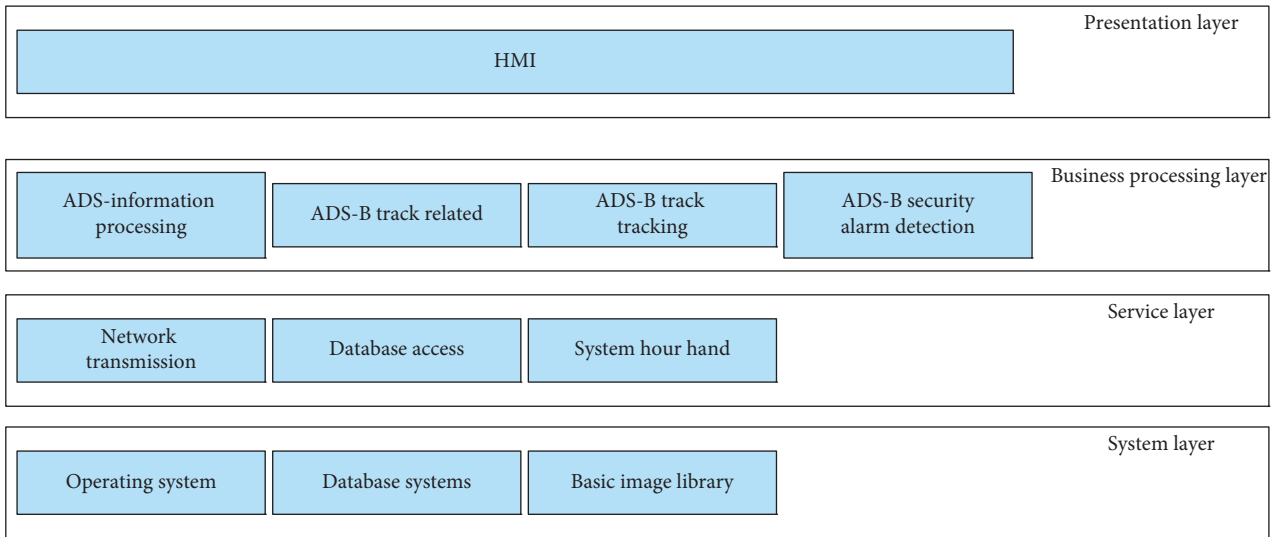 Presentation layer
HMI
Business processing layer
ADS-information
processing
ADS-B track related
ADS-B track
tracking
ADS-B security
alarm detection
Service layer
Network
transmission
Database access
System hour hand
System layer
Operating system
Database systems
Basic image library